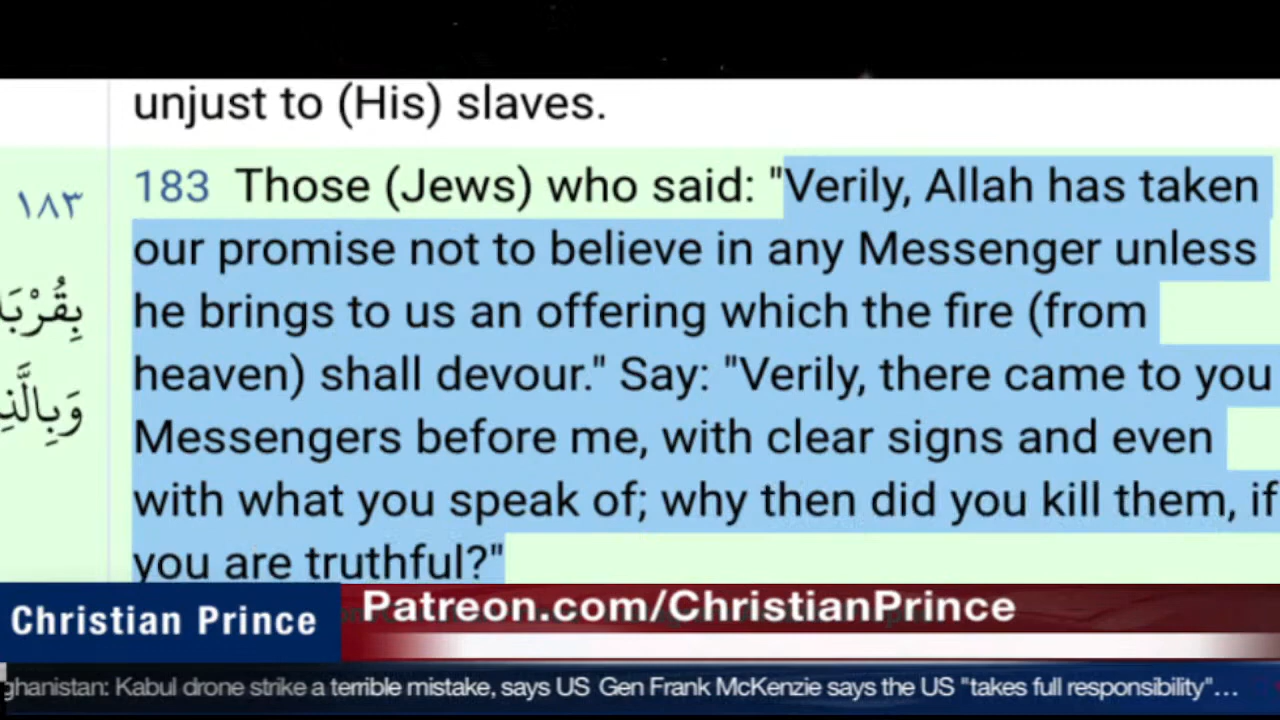 unjust to (His) slaves.
183 Those (Jews) who said: "Verily, Allah has taken
our promise not to believe in any Messenger unless
he brings to us an offering which the fire (from
heaven) shall devour." Say: "Verily, there came to you
Messengers before me, with clear signs and even
with what you speak of; why then did you kill them, if
you are truthful?"
١٨٣
Christian Prince
Patreon.com/ChristianPrince
ghanistan: Kabul drone strike a terrible mistake, says US Gen Frank McKenzie says the US "takes full responsibility"...